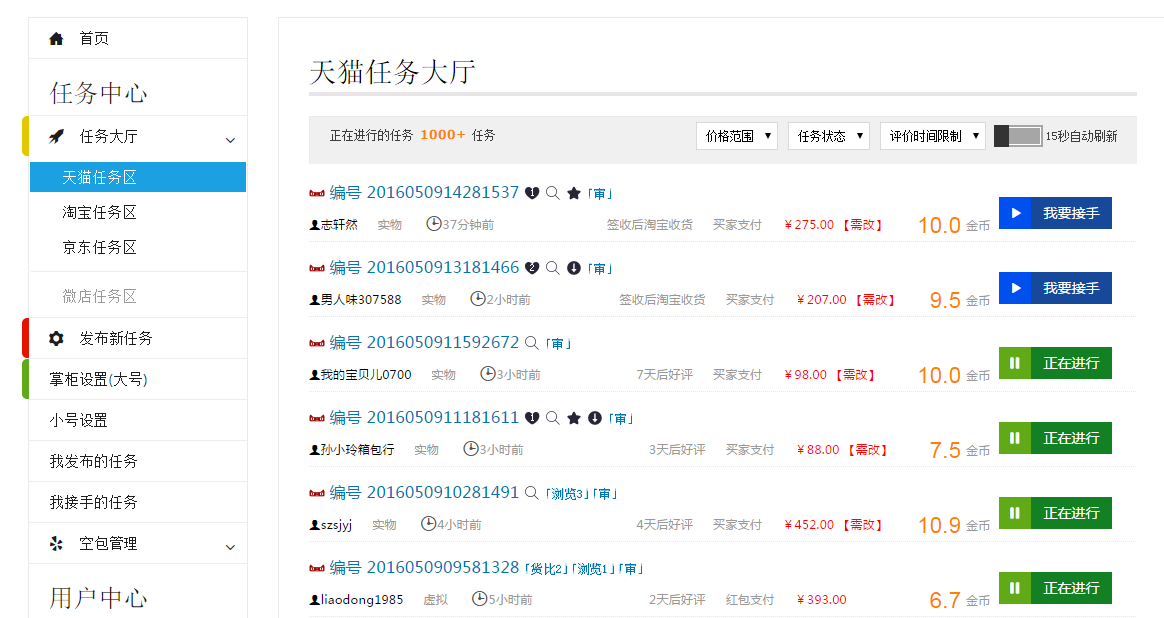 首页
任务中心
任务大厅
天猫任务区
淘宝任务区
京东任务区
微店任务区
发布新任务
掌柜设置(大号)
小号设置
我发布的任务
我接手的任务
空包管理
用户中心
天猫任务大厅
正在进行的任务 1000+ 任务 价格范围 任务状态 评价时间限制 15秒自动刷新
编号 2016050914281537 1 「审」
志轩然 实物 37分钟前 签收后淘宝收货 买家支付 ¥275.00 【需改】 10.0 金币 我要接手
编号 2016050913181466 2 「审」
男人味307588 实物 2小时前 签收后淘宝收货 买家支付 ¥207.00 【需改】 9.5 金币 我要接手
编号 2016050911592672 「审」
我的宝贝儿0700 实物 3小时前 7天后好评 买家支付 ¥98.00 【需改】 10.0 金币 正在进行
编号 2016050911181611 1 「审」
孙小玲箱包行 实物 3小时前 3天后好评 买家支付 ¥88.00 【需改】 7.5 金币 正在进行
编号 2016050910281491 「浏览3」「审」
szsjyj 实物 4小时前 4天后好评 买家支付 ¥452.00 【需改】 10.9 金币 正在进行
编号 2016050909581328 「货比2」「浏览1」「审」
liaodong1985 虚拟 5小时前 2天后好评 红包支付 ¥393.00 6.7 金币 正在进行